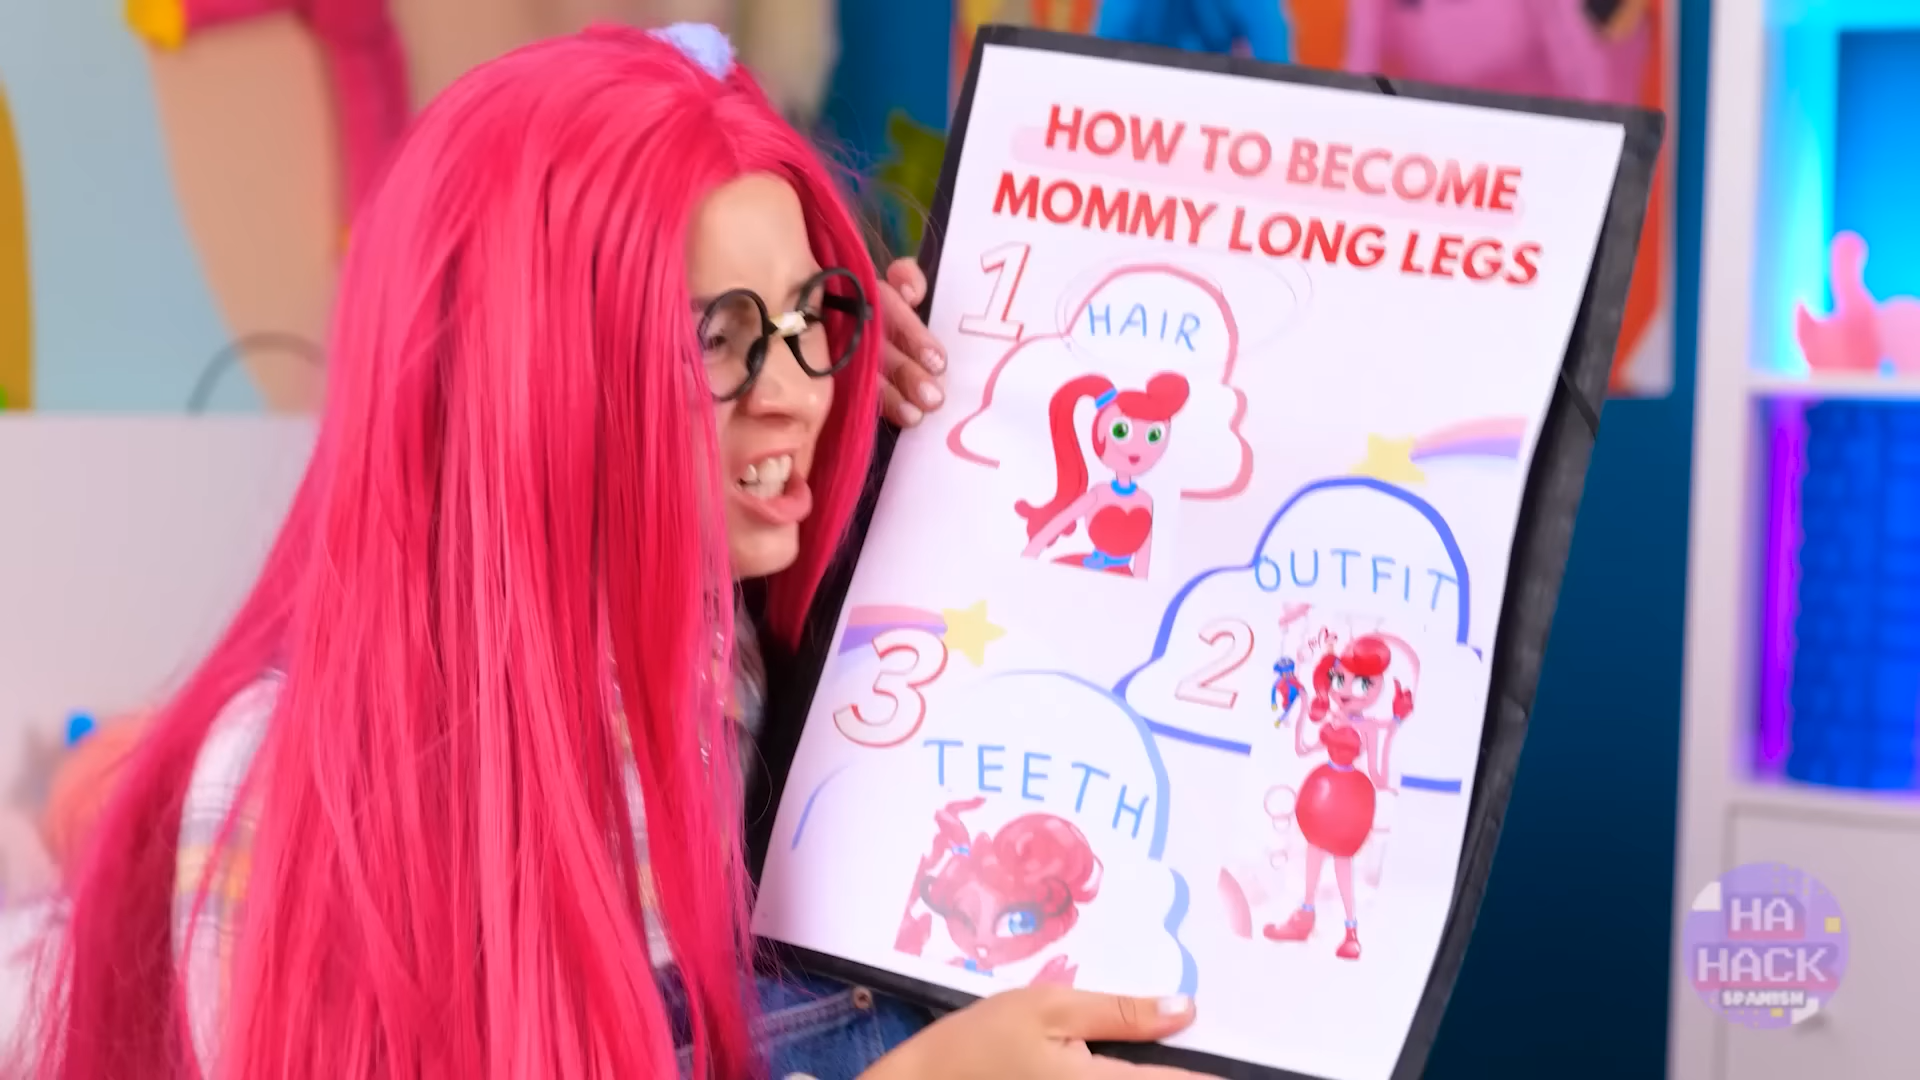 HOW TO BECOME
MOMMY LONG LEGS
1
HAIR
OUTFIT
2
3
TEETH
HA
HACK
SPANISH